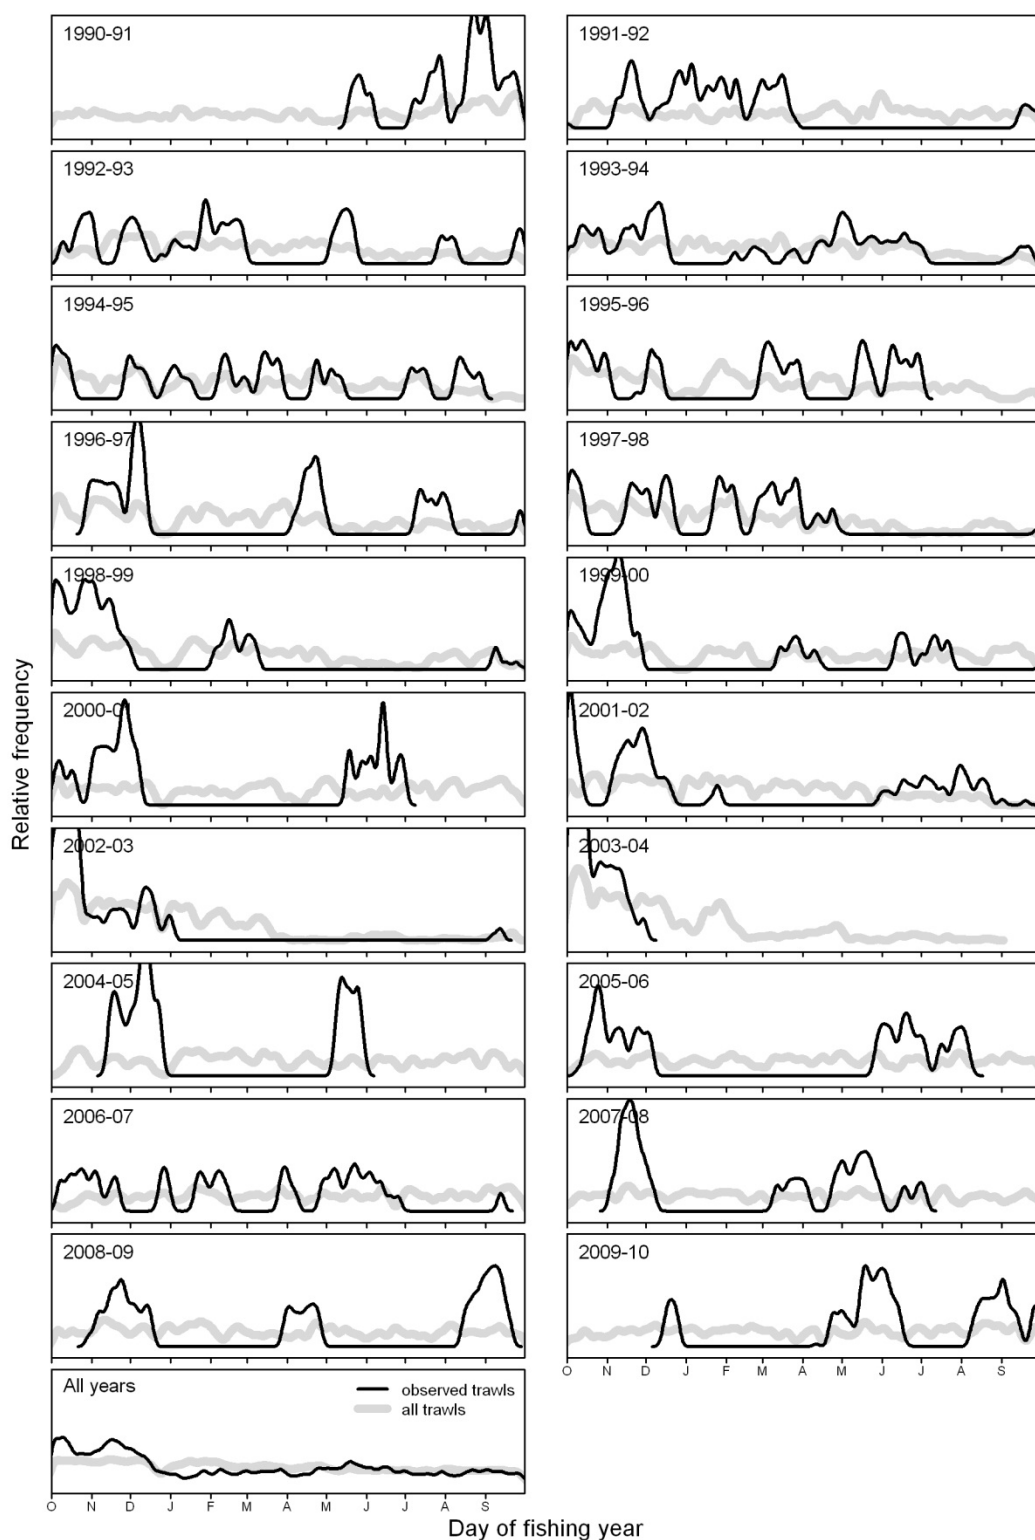 1990-91
1991-92
1992-93
1993-94
1994-95
1995-96
1996-97
1997-98
1998-99
1999-00
2000-01
2001-02
2002-03
2003-04
2004-05
2005-06
2006-07
2007-08
2008-09
2009-10
O N D J F M A M J J A S
All years
observed trawls
all trawls
O N D J F M A M J J A S
Relative frequency
Day of fishing year